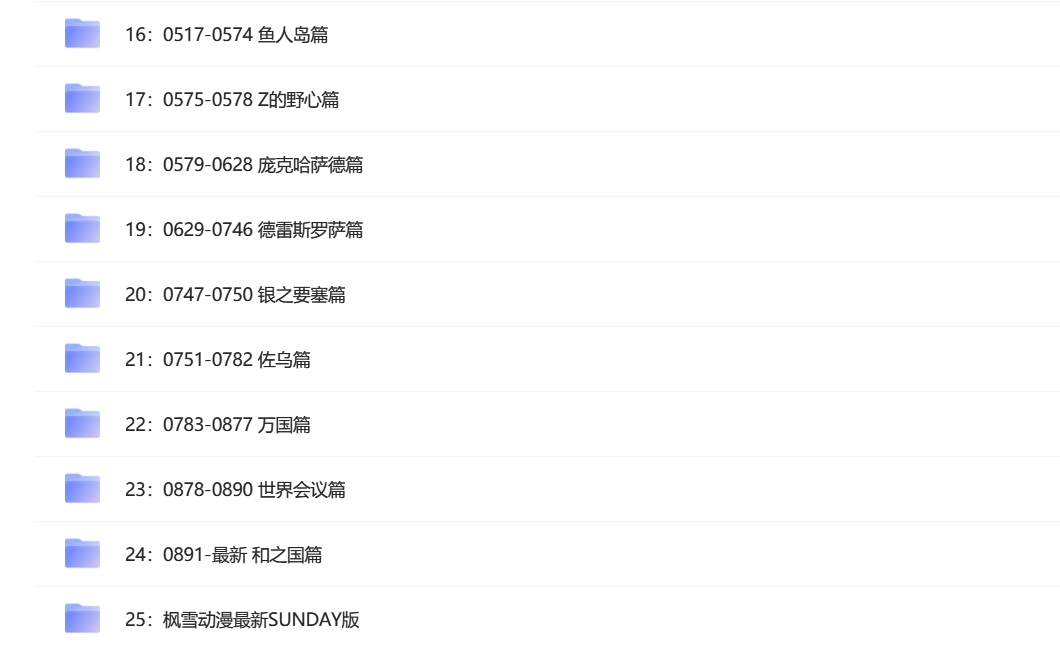 16：0517-0574 鱼人岛篇
17：0575-0578 Z的野心篇
18：0579-0628 庞克哈萨德篇
19：0629-0746 德雷斯罗萨篇
20：0747-0750 银之要塞篇
21：0751-0782 佐乌篇
22：0783-0877 万国篇
23：0878-0890 世界会议篇
24：0891-最新 和之国篇
25：枫雪动漫最新SUNDAY版